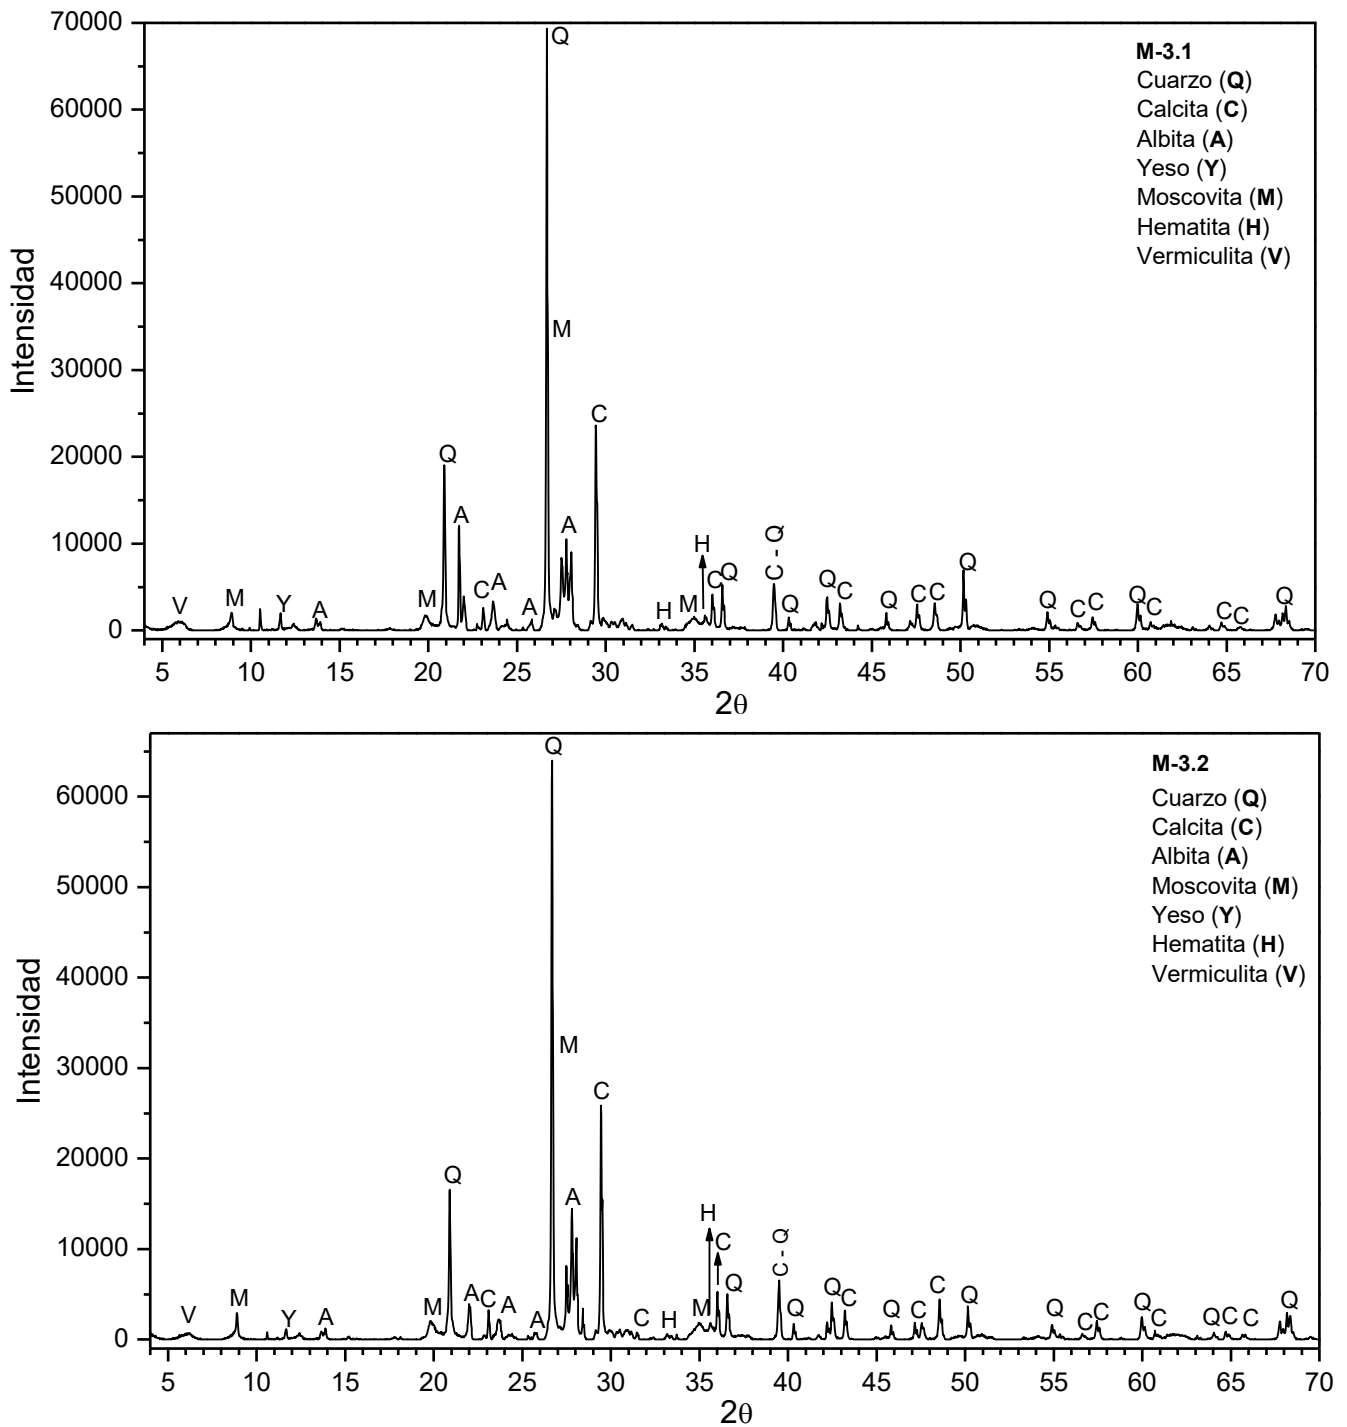 70000
60000
50000
40000
30000
20000
10000
0
Intensidad
M-3.1
Cuarzo (Q)
Calcita (C)
Albita (A)
Yeso (Y)
Moscovita (M)
Hematita (H)
Vermiculita (V)
V M Y A M Q A C A A Q M A C H M H C Q C - Q Q Q C Q C C Q Q C C Q C C C Q
5 10 15 20 25 30 35 40 45 50 55 60 65 70
2θ
60000
50000
40000
30000
20000
10000
0
Intensidad
M-3.2
Cuarzo (Q)
Calcita (C)
Albita (A)
Moscovita (M)
Yeso (Y)
Hematita (H)
Vermiculita (V)
V M Y A M Q A C A A Q M A C C H M H C Q C - Q Q Q C Q C C Q Q C C Q C Q C C Q
5 10 15 20 25 30 35 40 45 50 55 60 65 70
2θ